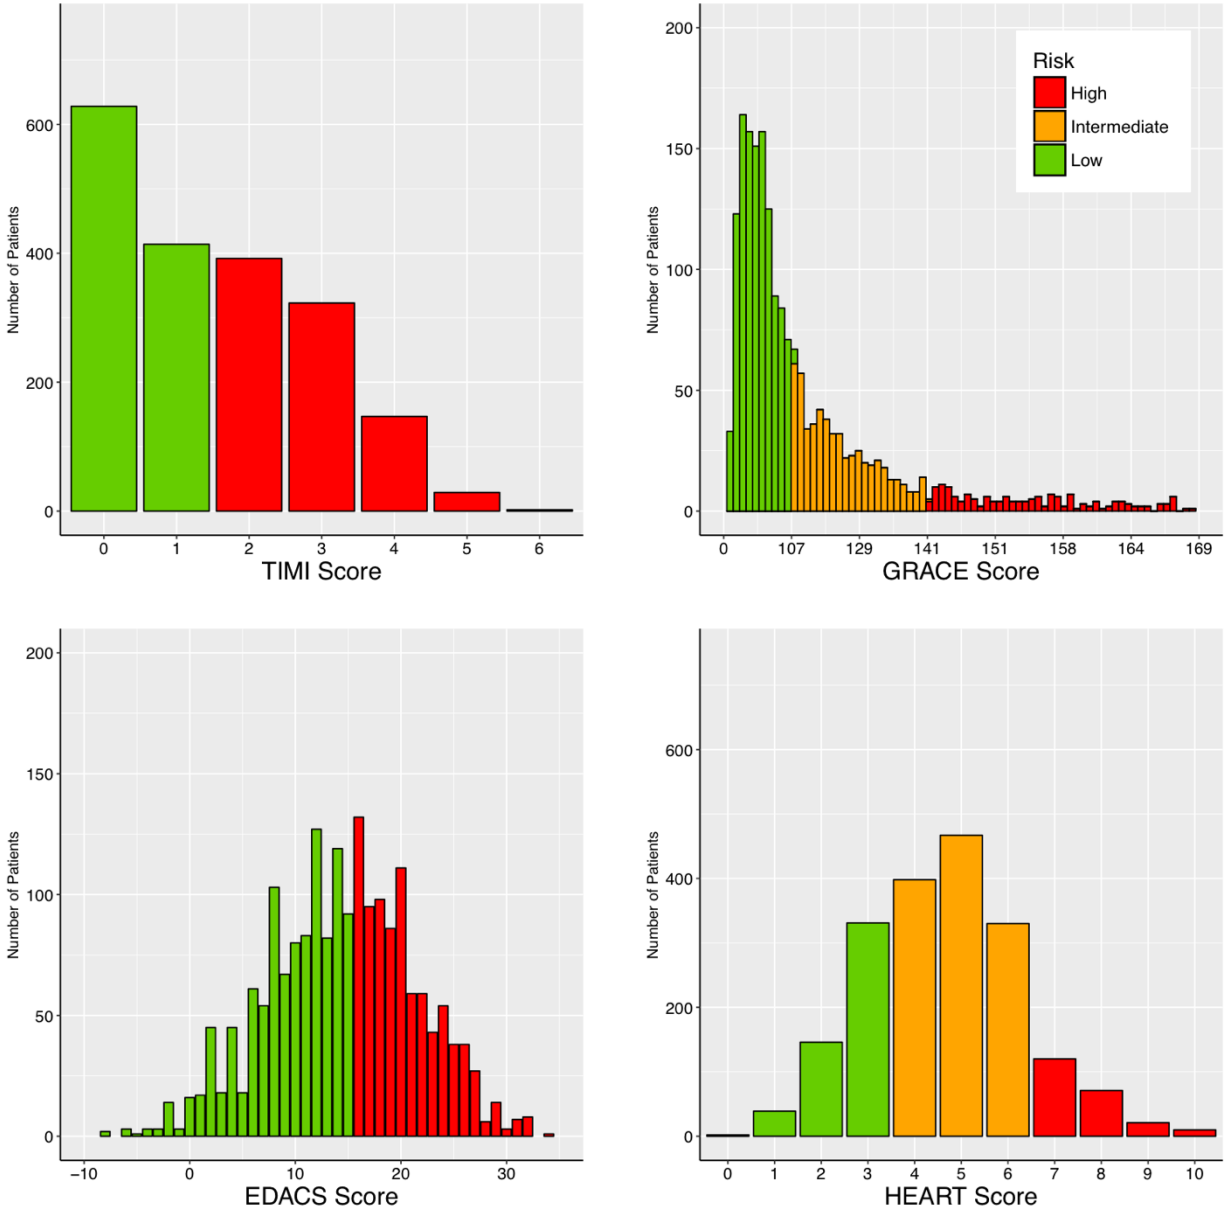 600
400
200
0
Number of Patients
0 1 2 3 4 5 6
TIMI Score
200
150
100
50
0
Number of Patients
Risk
High
Intermediate
Low
0 107 129 141 151 158 164 169
GRACE Score
200
150
100
50
0
Number of Patients
−10 0 10 20 30
EDACS Score
600
400
200
0
Number of Patients
0 1 2 3 4 5 6 7 8 9 10
HEART Score